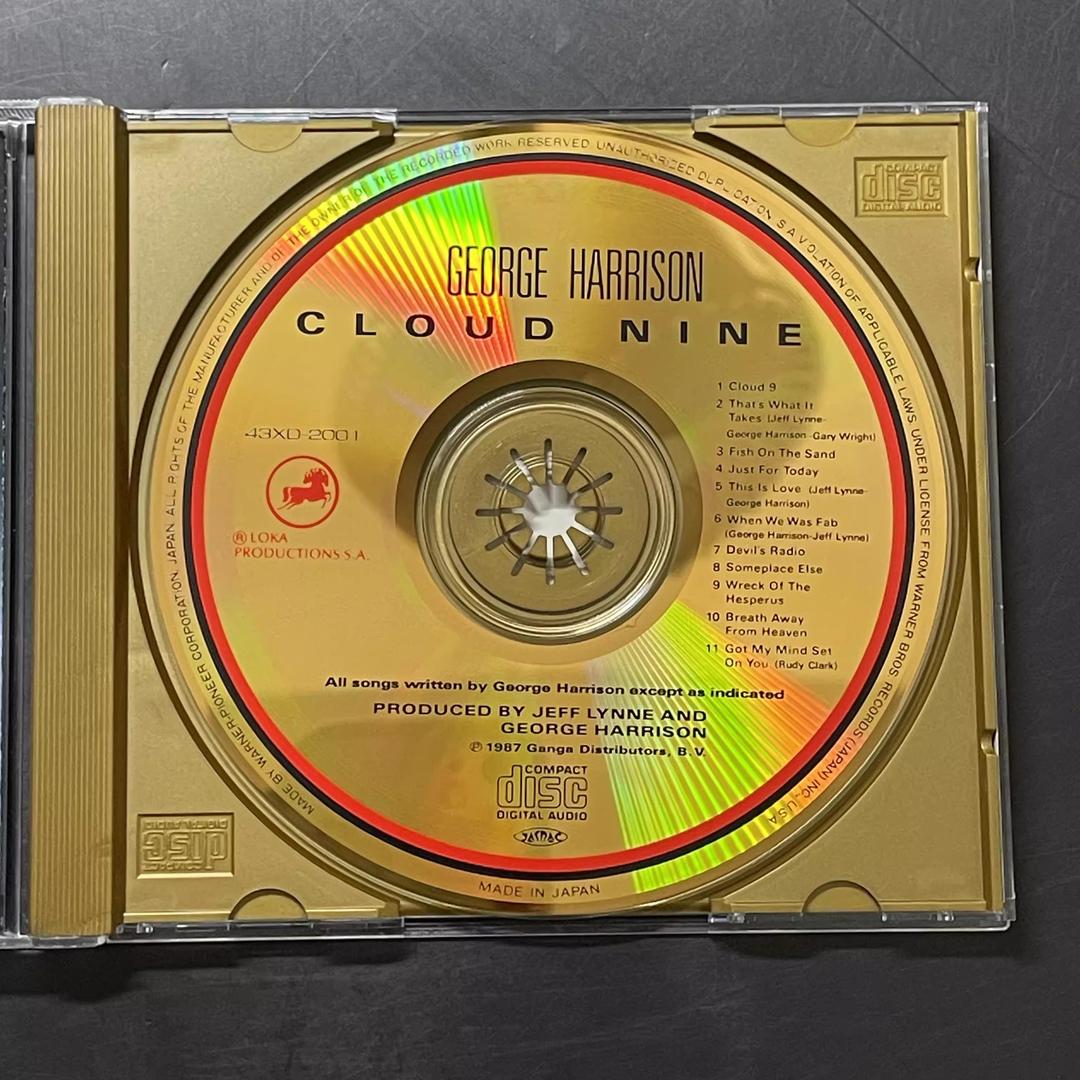 MADE BY WARNER-PIONEER CORPORATION, JAPAN. ALL RIGHTS OF THE MANUFACTURER AND OF THE OWNER OF THE RECORDED WORK RESERVED UNAUTHORIZED DUPLICATION IS A VIOLATION OF APPLICABLE LAWS UNDER LICENSE FROM WARNER BROS RECORDS (JAPAN) INC., U.S.A.
COMPACT
disc
DIGITAL AUDIO
GEORGE HARRISON
CLOUD NINE
43XD-2001
Ⓡ LOKA
PRODUCTIONS S.A.
1 Cloud 9
2 That's What It
Takes (Jeff Lynne-
George Harrison-Gary Wright)
3 Fish On The Sand
4 Just For Today
5 This Is Love (Jeff Lynne-
George Harrison)
6 When We Was Fab
(George Harrison-Jeff Lynne)
7 Devil's Radio
8 Someplace Else
9 Wreck Of The
Hesperus
10 Breath Away
From Heaven
11 Got My Mind Set
On You (Rudy Clark)
All songs written by George Harrison except as indicated
PRODUCED BY JEFF LYNNE AND
GEORGE HARRISON
℗ 1987 Ganga Distributors, B.V.
COMPACT
disc
DIGITAL AUDIO
JASRAC
MADE IN JAPAN
COMPACT
disc
DIGITAL AUDIO